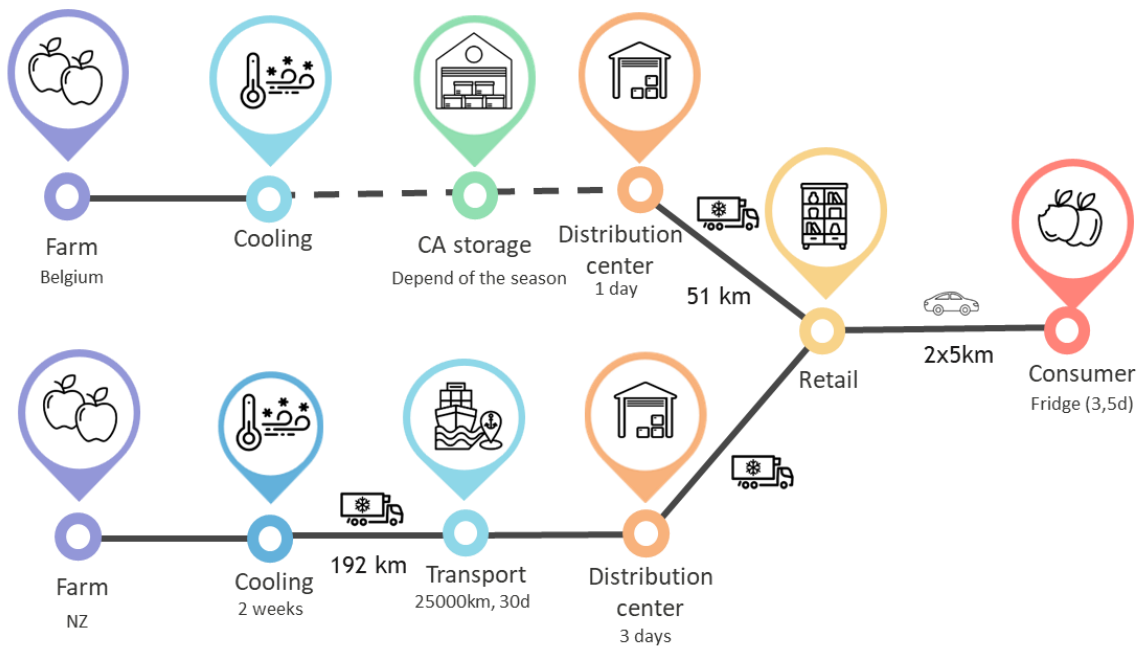 Farm
Belgium
Cooling
CA storage
Depend of the season
Distribution
center
1 day
51 km
Retail
2x5km
Consumer
Fridge (3,5d)
Farm
NZ
Cooling
2 weeks
192 km
Transport
25000km, 30d
Distribution
center
3 days